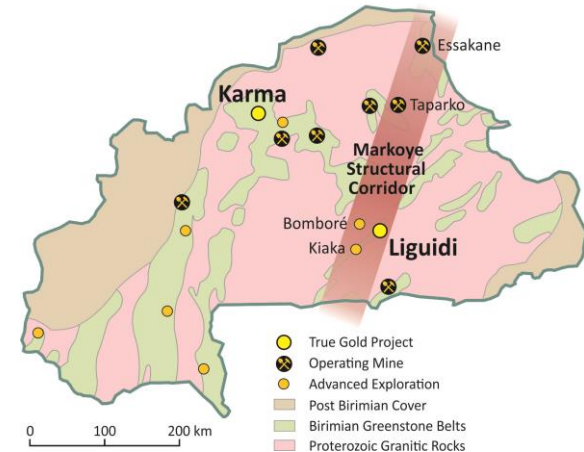 Essakane
Karma
Taparko
Markoye
Structural
Corridor
Bomboré
Kiaka
Liguidi
True Gold Project
Operating Mine
Advanced Exploration
Post Birimian Cover
Birimian Greenstone Belts
Proterozoic Granitic Rocks
0 100 200 km